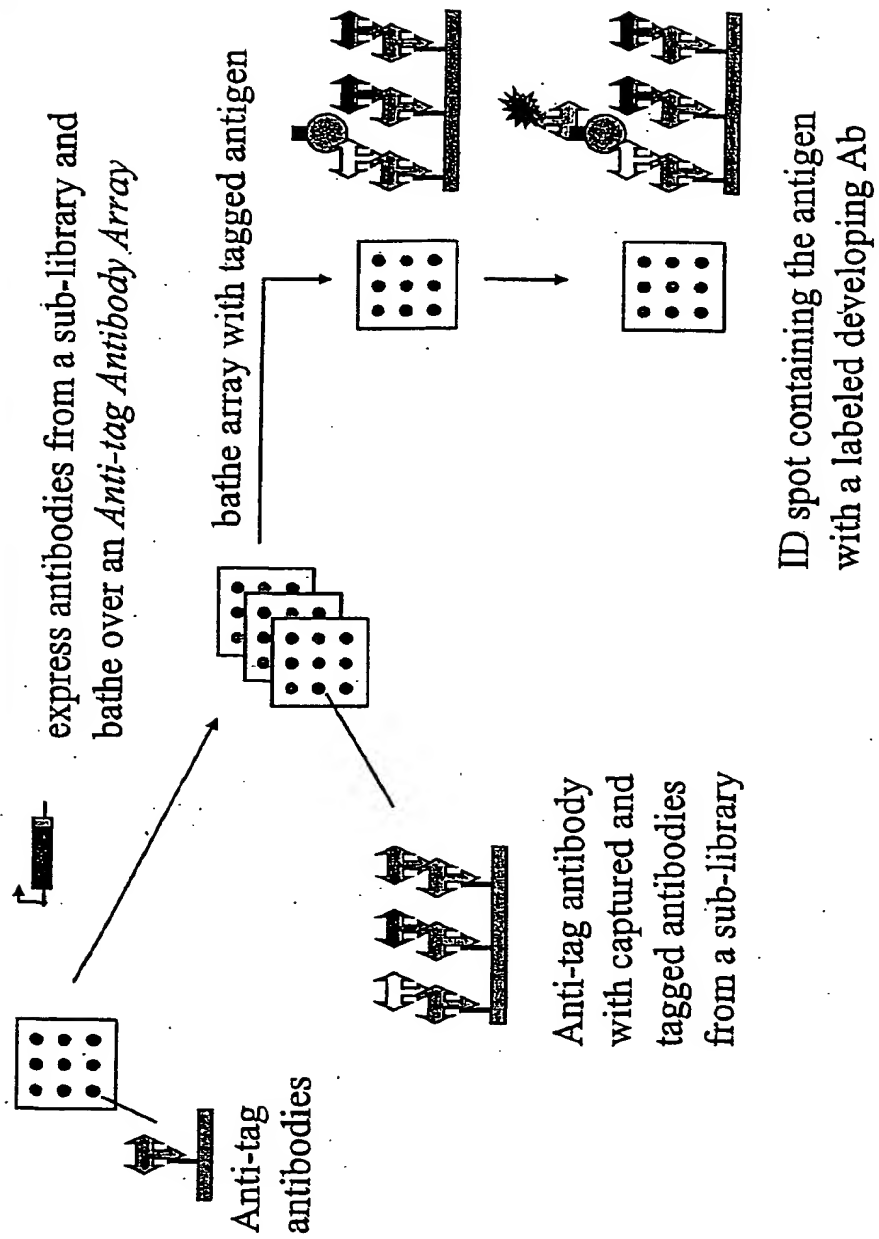 express antibodies from a sub-library and
bathe over an Anti-tag Antibody Array
Anti-tag
antibodies
bathe array with tagged antigen
Anti-tag antibody
with captured and
tagged antibodies
from a sub-library
ID spot containing the antigen
with a labeled developing Ab